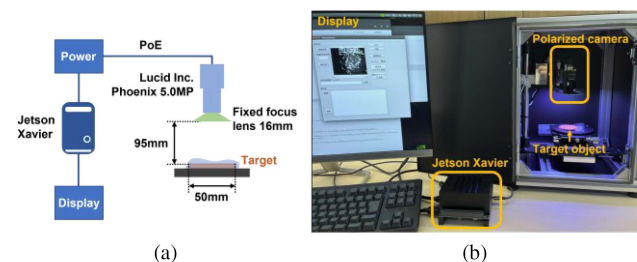 Power
PoE
Lucid Inc.
Phoenix 5.0MP
Jetson
Xavier
Fixed focus
lens 16mm
95mm
Target
Display
50mm
(a)
Display
Polarized camera
Target object
Jetson Xavier
(b)